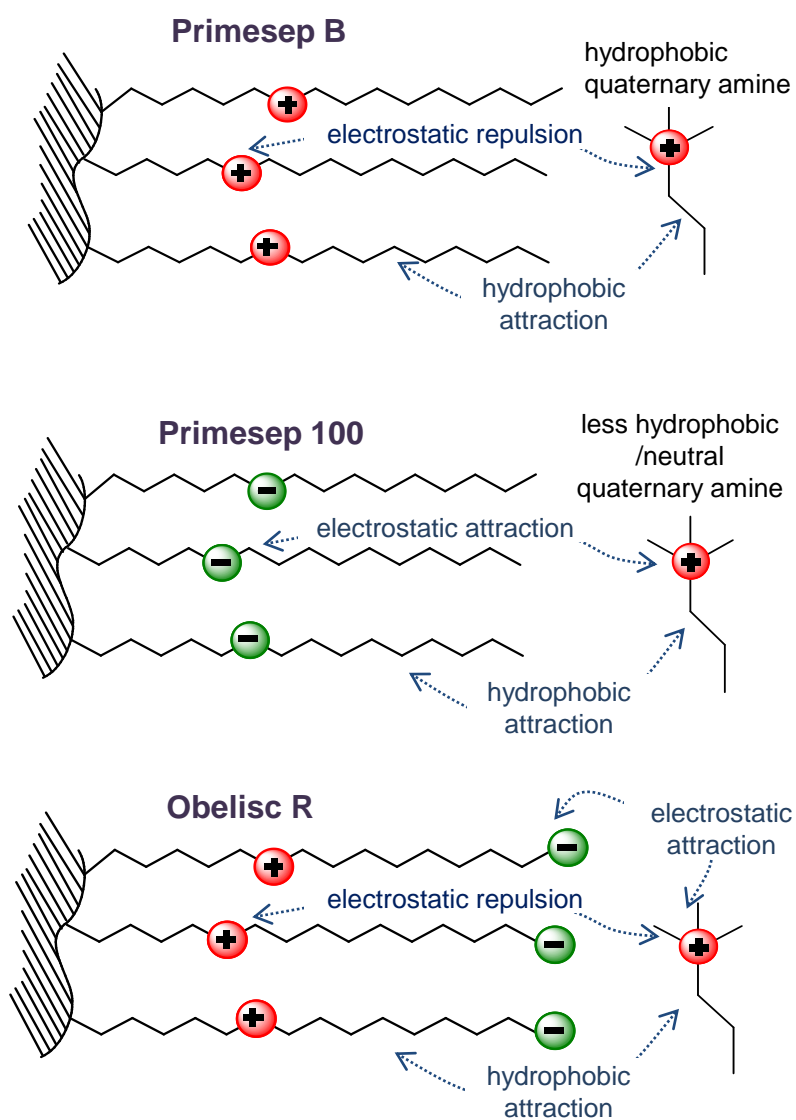 Primesep B
hydrophobic
quaternary amine
+
electrostatic repulsion
+
+
+
hydrophobic
attraction
Primesep 100
less hydrophobic
/neutral
quaternary amine
−
electrostatic attraction
−
+
−
hydrophobic
attraction
Obelisc R
electrostatic
attraction
+
−
electrostatic repulsion
+
−
+
+
−
hydrophobic
attraction